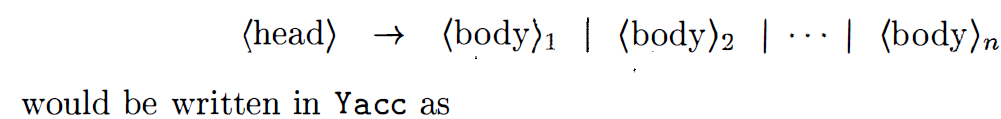 ⟨head⟩ → ⟨body⟩₁ | ⟨body⟩₂ | ··· | ⟨body⟩ₙ
would be written in Yacc as